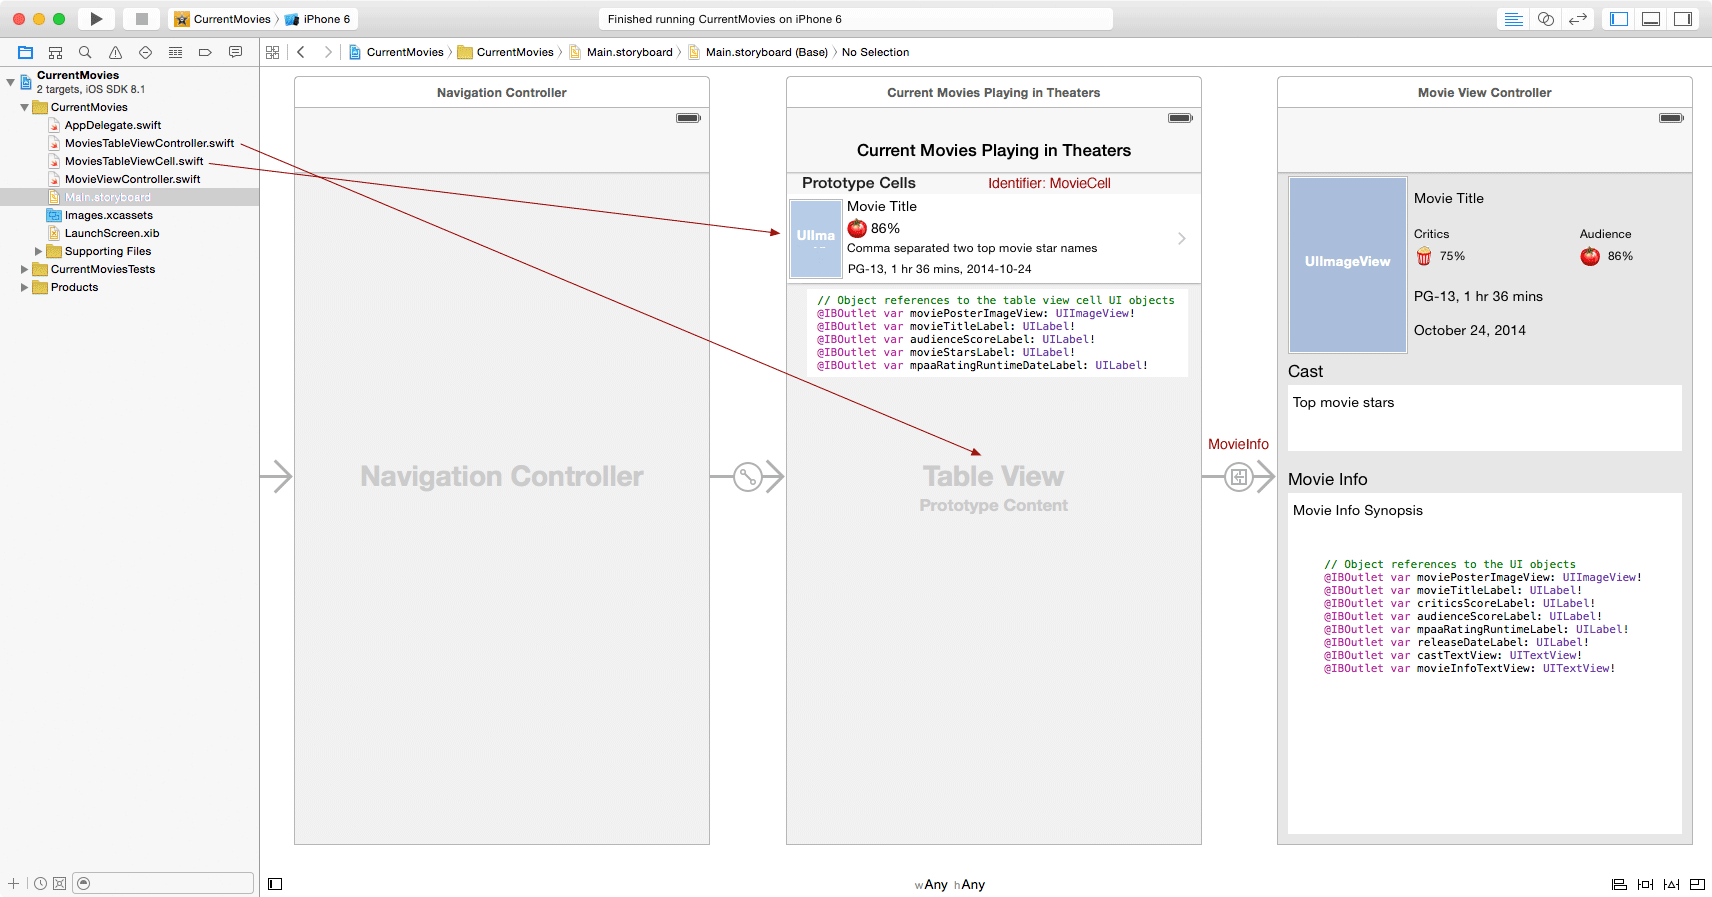 CurrentMovies
iPhone 6
Finished running CurrentMovies on iPhone 6
CurrentMovies
CurrentMovies
Main.storyboard
Main.storyboard (Base)
No Selection
CurrentMovies
2 targets, iOS SDK 8.1
CurrentMovies
AppDelegate.swift
MoviesTableViewController.swift
MoviesTableViewCell.swift
MovieViewController.swift
Main.storyboard
Images.xcassets
LaunchScreen.xib
Supporting Files
CurrentMoviesTests
Products
Navigation Controller
Navigation Controller
Current Movies Playing in Theaters
Current Movies Playing in Theaters
Prototype Cells
Identifier: MovieCell
UIIma
Movie Title
86%
Comma separated two top movie star names
PG-13, 1 hr 36 mins, 2014-10-24
// Object references to the table view cell UI objects
@IBOutlet var moviePosterImageView: UIImageView!
@IBOutlet var movieTitleLabel: UILabel!
@IBOutlet var audienceScoreLabel: UILabel!
@IBOutlet var movieStarsLabel: UILabel!
@IBOutlet var mpaaRatingRuntimeDateLabel: UILabel!
Table View
Prototype Content
MovieInfo
Movie View Controller
UIImageView
Movie Title
Critics
Audience
75%
86%
PG-13, 1 hr 36 mins
October 24, 2014
Cast
Top movie stars
Movie Info
Movie Info Synopsis
// Object references to the UI objects
@IBOutlet var moviePosterImageView: UIImageView!
@IBOutlet var movieTitleLabel: UILabel!
@IBOutlet var criticsScoreLabel: UILabel!
@IBOutlet var audienceScoreLabel: UILabel!
@IBOutlet var mpaaRatingRuntimeLabel: UILabel!
@IBOutlet var releaseDateLabel: UILabel!
@IBOutlet var castTextView: UITextView!
@IBOutlet var movieInfoTextView: UITextView!
wAny hAny